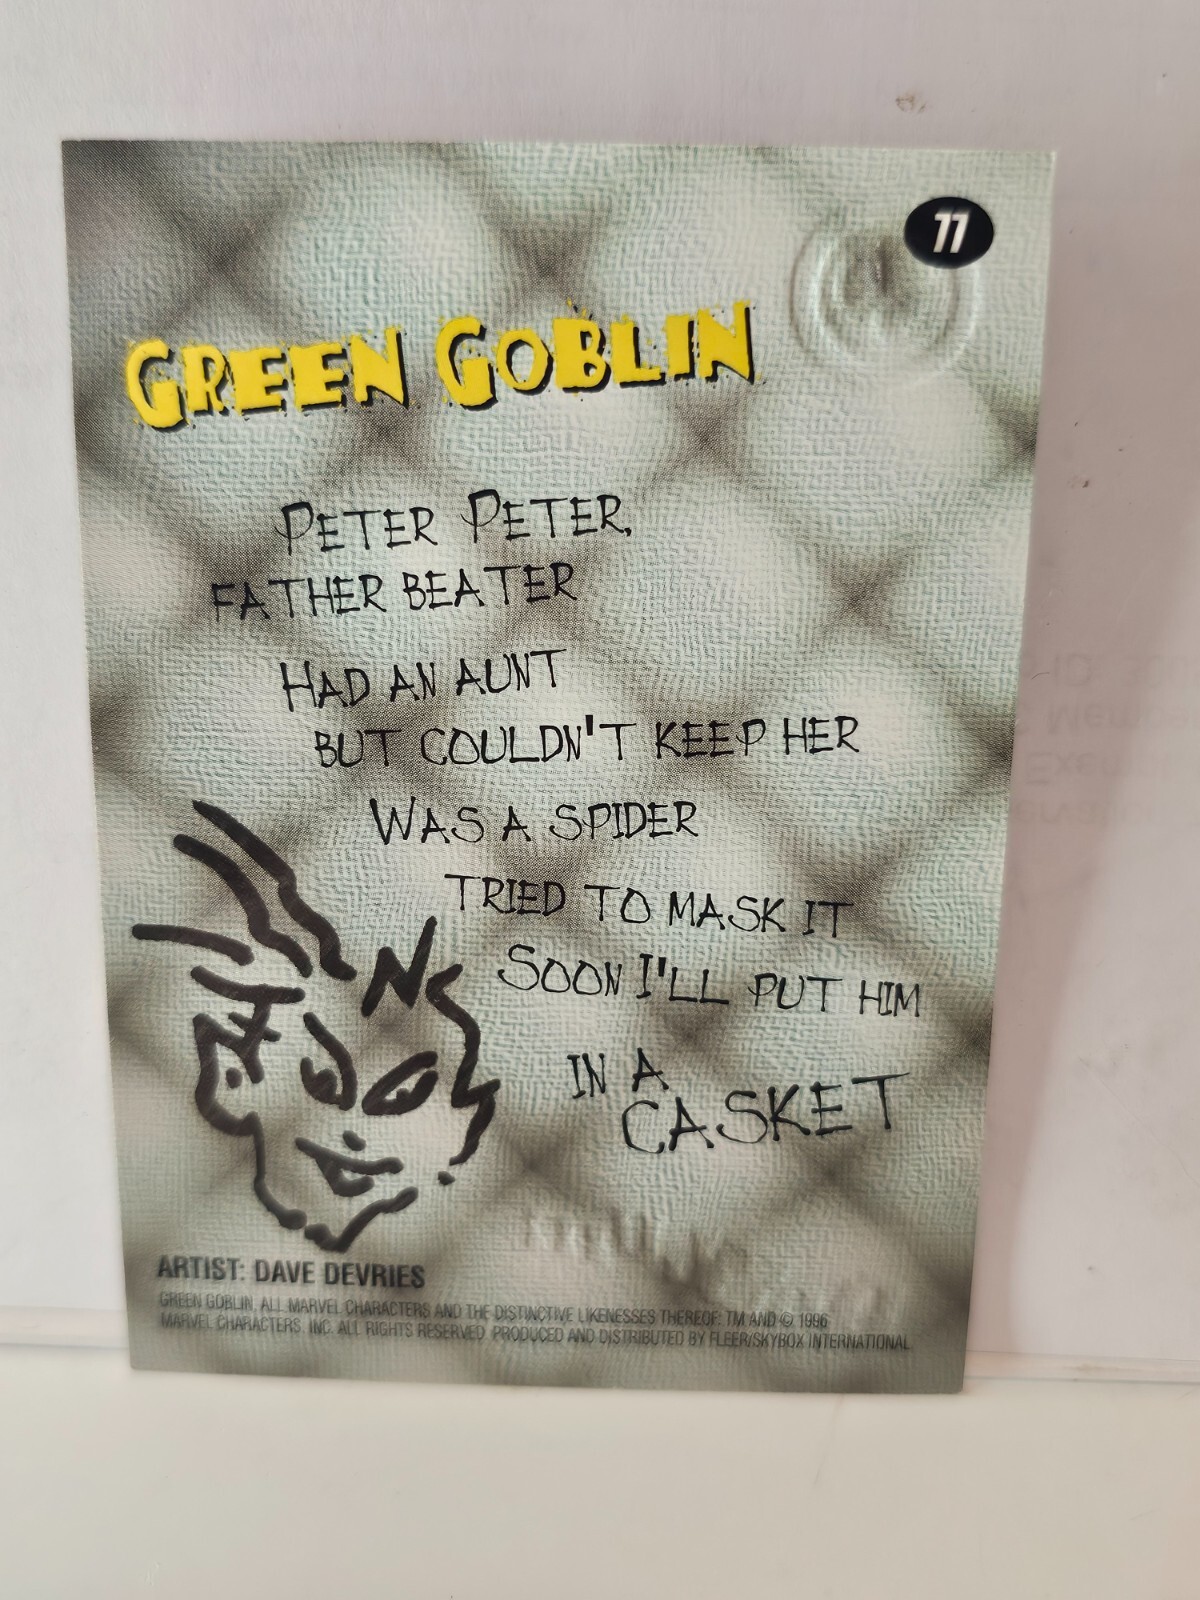 77
GREEN GOBLIN
PETER PETER,
FATHER BEATER
HAD AN AUNT
BUT COULDN'T KEEP HER
WAS A SPIDER
TRIED TO MASK IT
SOON I'LL PUT HIM
IN A
CASKET
ARTIST: DAVE DEVRIES
GREEN GOBLIN, ALL MARVEL CHARACTERS AND THE DISTINCTIVE LIKENESSES THEREOF: TM AND © 1996
MARVEL CHARACTERS, INC. ALL RIGHTS RESERVED. PRODUCED AND DISTRIBUTED BY FLEER/SKYBOX INTERNATIONAL.